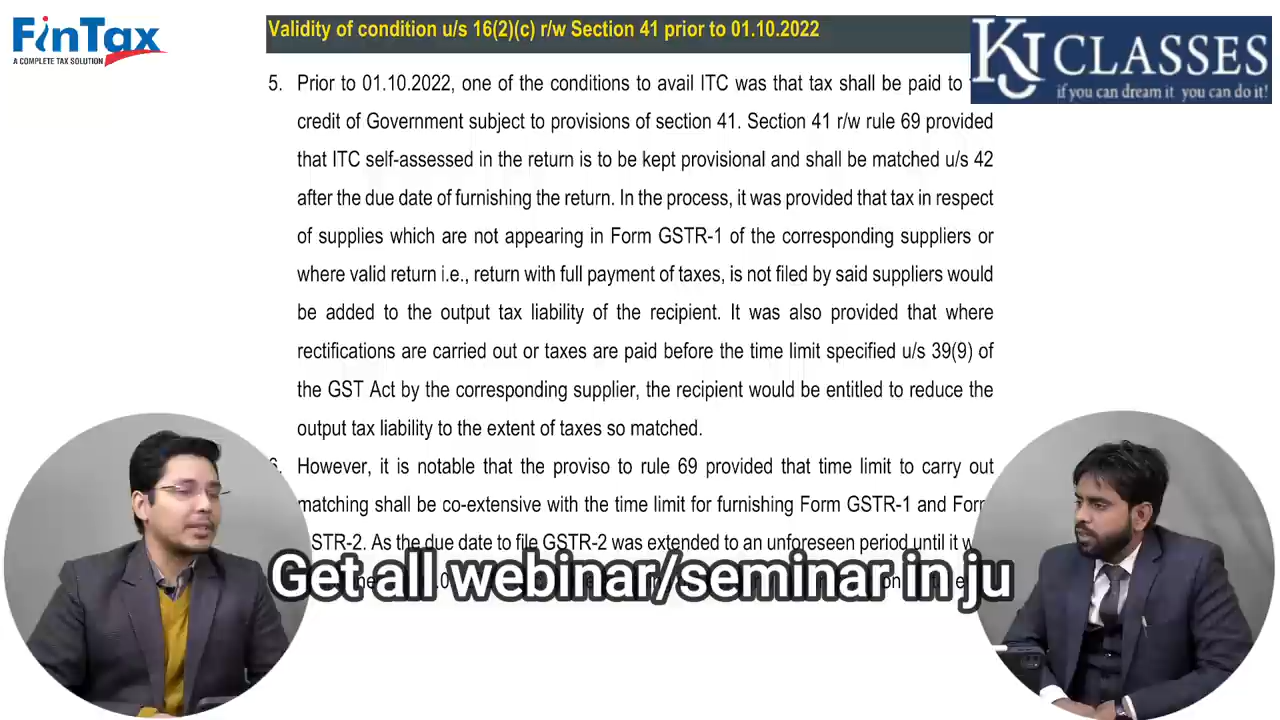 FinTax
A COMPLETE TAX SOLUTION
Validity of condition u/s 16(2)(c) r/w Section 41 prior to 01.10.2022
KJ CLASSES
if you can dream it you can do it!
5. Prior to 01.10.2022, one of the conditions to avail ITC was that tax shall be paid to
credit of Government subject to provisions of section 41. Section 41 r/w rule 69 provided
that ITC self-assessed in the return is to be kept provisional and shall be matched u/s 42
after the due date of furnishing the return. In the process, it was provided that tax in respect
of supplies which are not appearing in Form GSTR-1 of the corresponding suppliers or
where valid return i.e., return with full payment of taxes, is not filed by said suppliers would
be added to the output tax liability of the recipient. It was also provided that where
rectifications are carried out or taxes are paid before the time limit specified u/s 39(9) of
the GST Act by the corresponding supplier, the recipient would be entitled to reduce the
output tax liability to the extent of taxes so matched.
6. However, it is notable that the proviso to rule 69 provided that time limit to carry out
matching shall be co-extensive with the time limit for furnishing Form GSTR-1 and Form
GSTR-2. As the due date to file GSTR-2 was extended to an unforeseen period until it
Get all webinar/seminar in ju